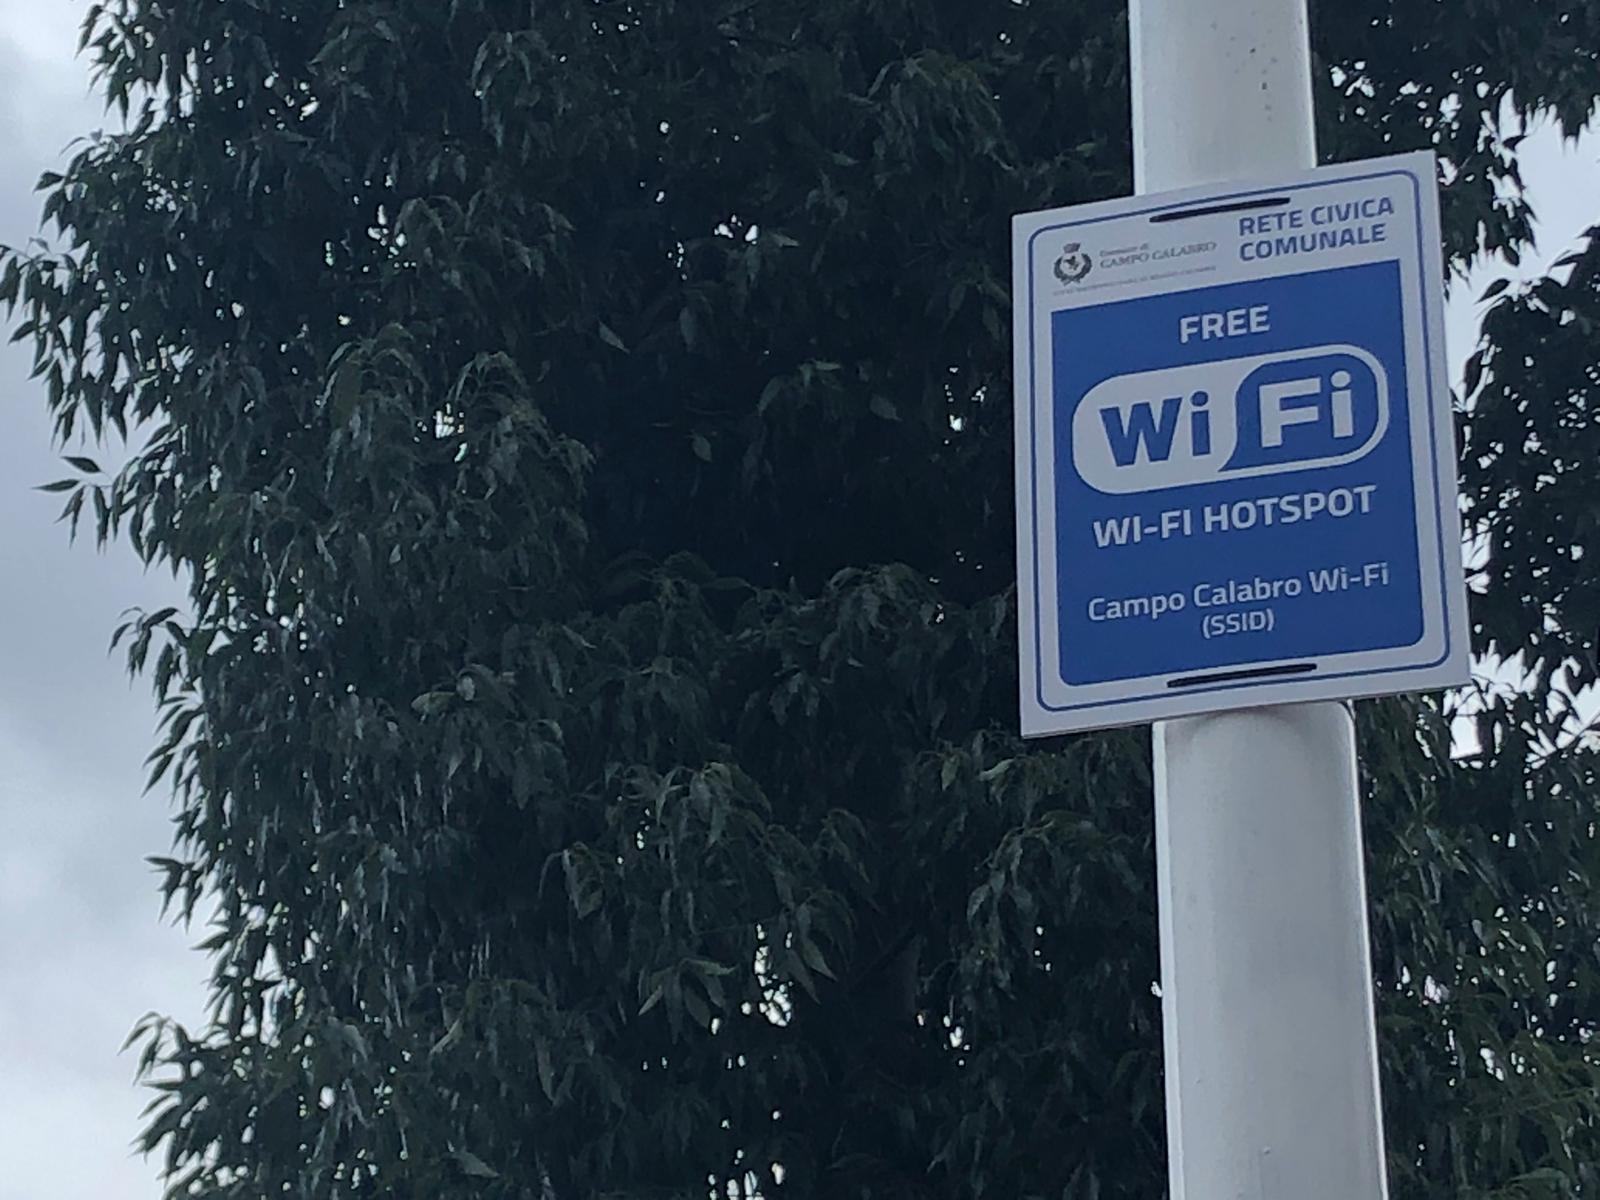 Comune di
CAMPO CALABRO
RETE CIVICA
COMUNALE
FREE
Wi Fi
WI-FI HOTSPOT
Campo Calabro Wi-Fi
(SSID)